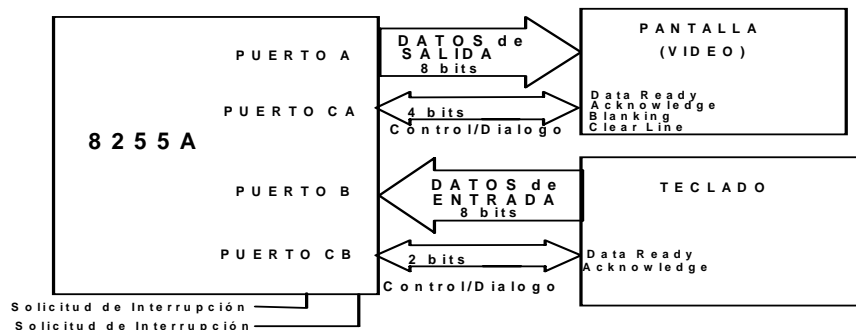 8255A
PUERTO A
PUERTO CA
PUERTO B
PUERTO CB
DATOS de
SALIDA
8 bits
4 bits
Control/Dialogo
DATOS de
ENTRADA
8 bits
2 bits
Control/Dialogo
PANTALLA
(VIDEO)
Data Ready
Acknowledge
Blanking
Clear Line
TECLADO
Data Ready
Acknowledge
Solicitud de Interrupción
Solicitud de Interrupción